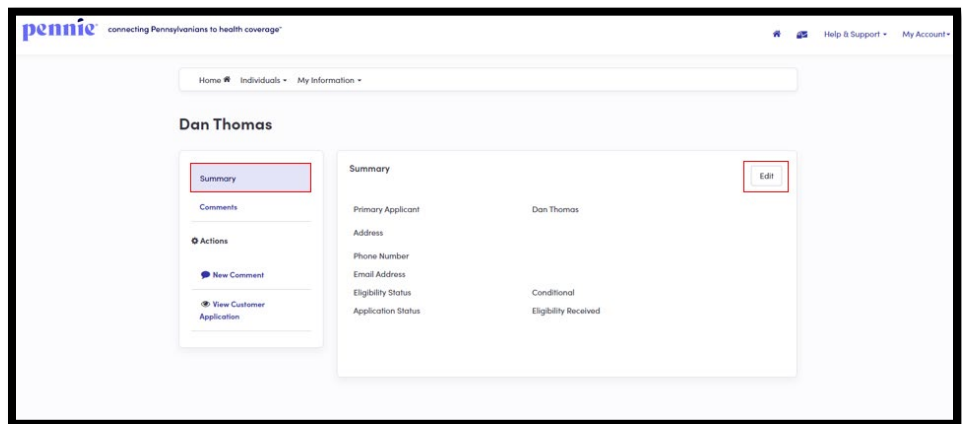 pennie connecting Pennsylvanians to health coverage™
Help & Support My Account
Home Individuals My Information
Dan Thomas
Summary
Comments
Actions
New Comment
View Customer
Application
Summary
Edit
Primary Applicant Dan Thomas
Address
Phone Number
Email Address
Eligibility Status Conditional
Application Status Eligibility Received